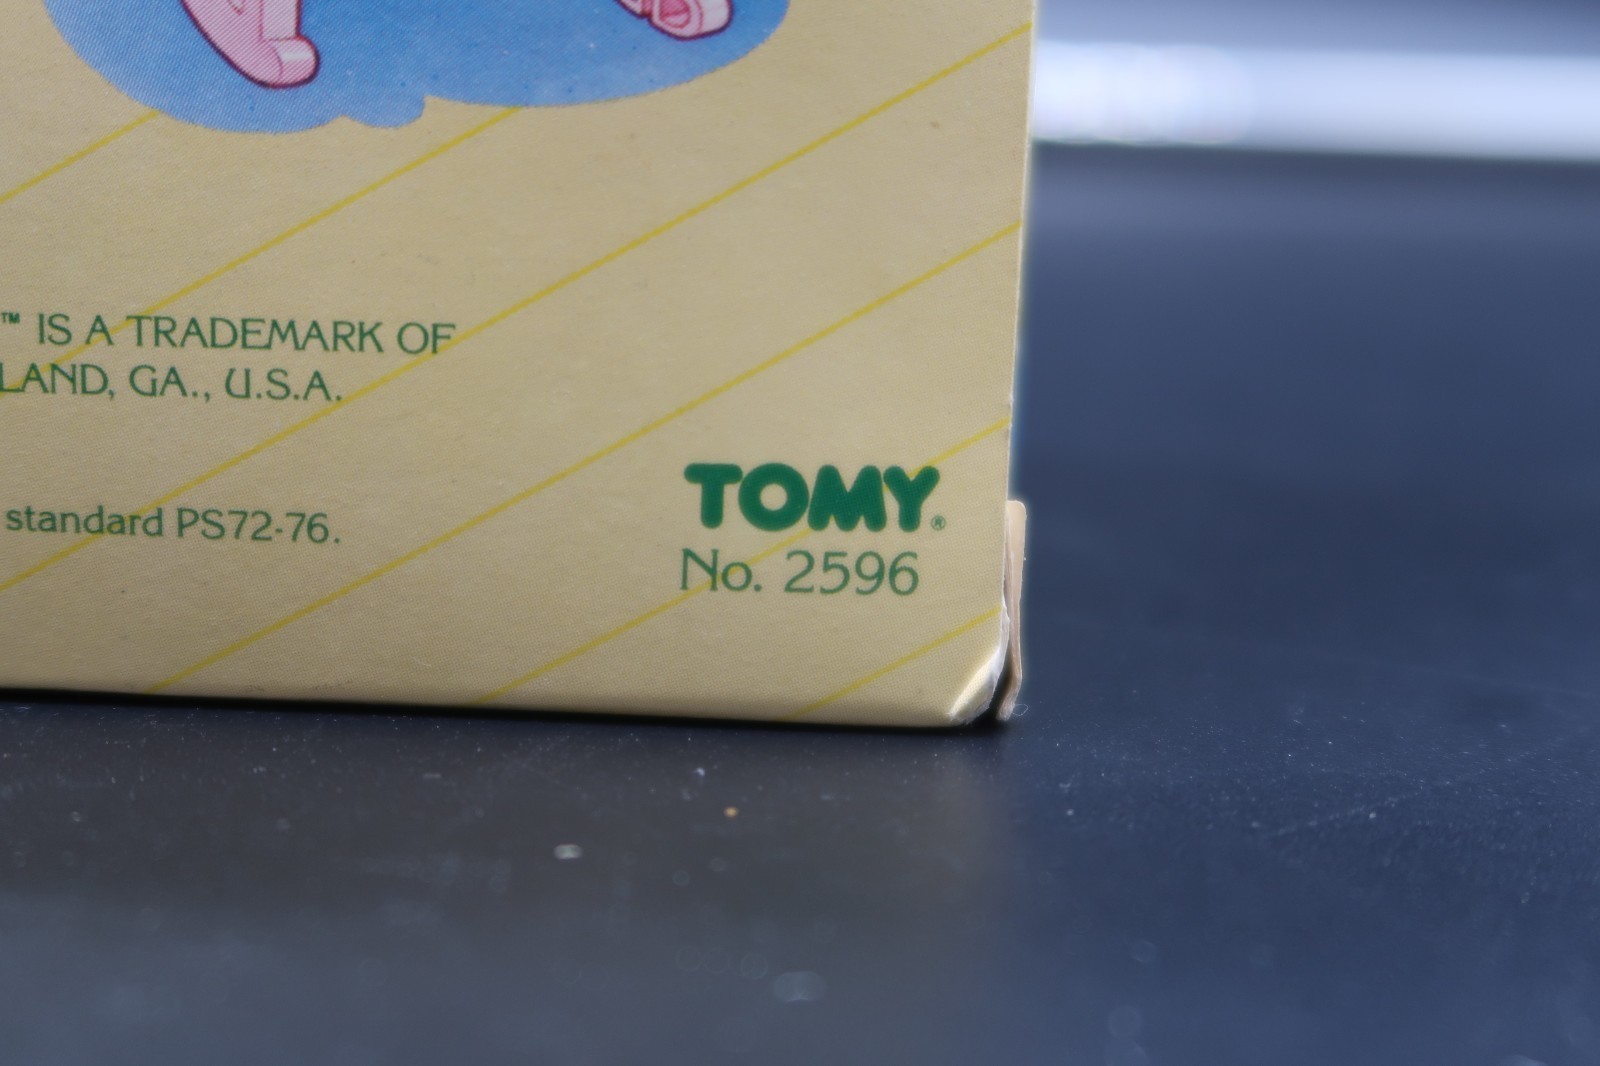 ™ IS A TRADEMARK OF
LAND, GA., U.S.A.
standard PS72-76.
TOMY®
No. 2596